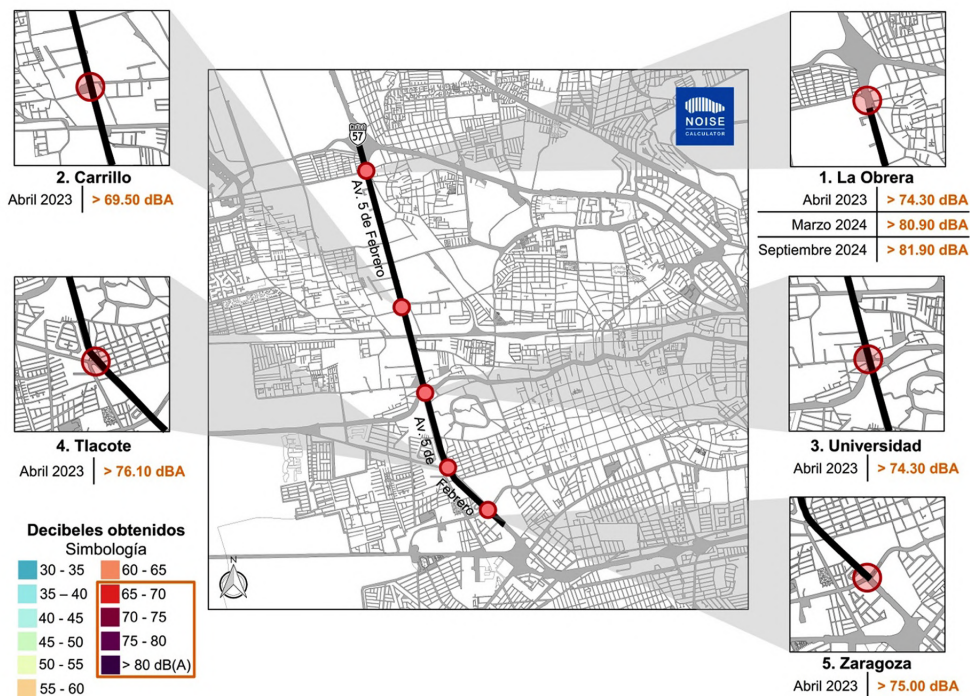 2. Carrillo
Abril 2023 > 69.50 dBA
1. La Obrera
Abril 2023 > 74.30 dBA
Marzo 2024 > 80.90 dBA
Septiembre 2024 > 81.90 dBA
NOISE
CALCULATOR
57
Av. 5 de Febrero
Av. 5 de
Febrero
4. Tlacote
Abril 2023 > 76.10 dBA
3. Universidad
Abril 2023 > 74.30 dBA
5. Zaragoza
Abril 2023 > 75.00 dBA
Decibeles obtenidos
Simbología
30 - 35
35 – 40
40 - 45
45 - 50
50 - 55
55 - 60
60 - 65
65 - 70
70 - 75
75 - 80
> 80 dB(A)
N